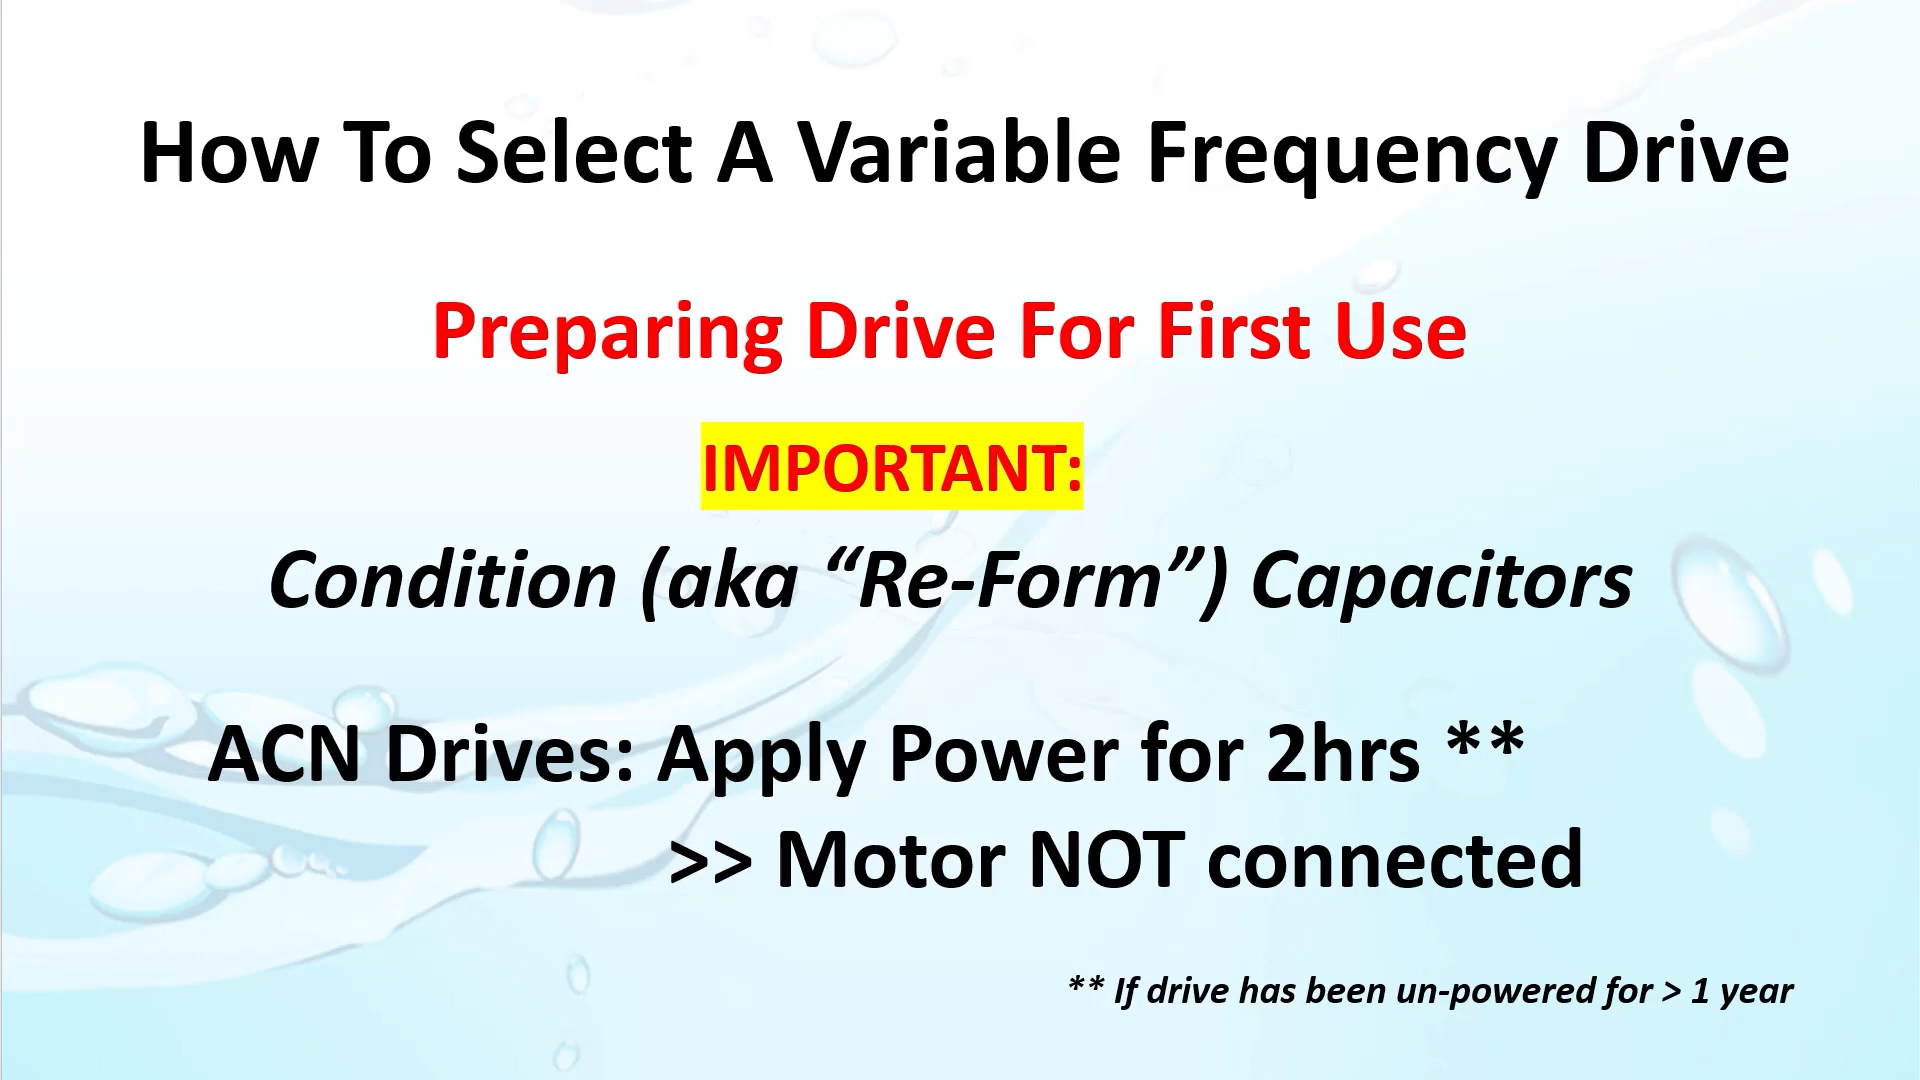 How To Select A Variable Frequency Drive
Preparing Drive For First Use
IMPORTANT:
Condition (aka “Re-Form”) Capacitors
ACN Drives: Apply Power for 2hrs **
>> Motor NOT connected
** If drive has been un-powered for > 1 year